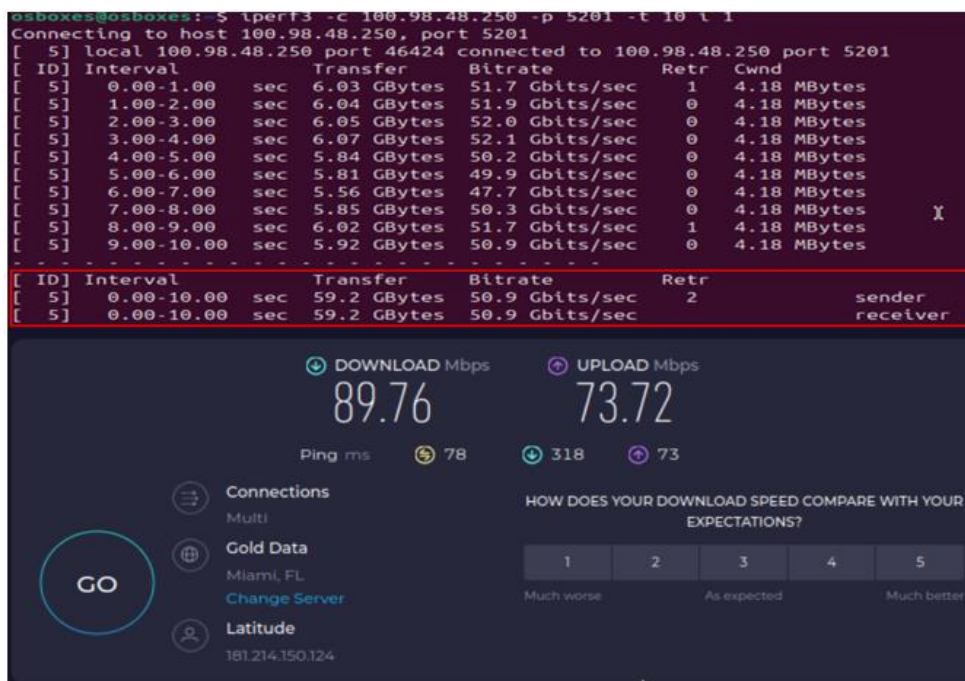 osboxes@osboxes:~$ iperf3 -c 100.98.48.250 -p 5201 -t 10 i 1
Connecting to host 100.98.48.250, port 5201
[  5] local 100.98.48.250 port 46424 connected to 100.98.48.250 port 5201
[ ID] Interval Transfer Bitrate Retr Cwnd
[  5] 0.00-1.00 sec 6.03 GBytes 51.7 Gbits/sec 1 4.18 MBytes
[  5] 1.00-2.00 sec 6.04 GBytes 51.9 Gbits/sec 0 4.18 MBytes
[  5] 2.00-3.00 sec 6.05 GBytes 52.0 Gbits/sec 0 4.18 MBytes
[  5] 3.00-4.00 sec 6.07 GBytes 52.1 Gbits/sec 0 4.18 MBytes
[  5] 4.00-5.00 sec 5.84 GBytes 50.2 Gbits/sec 0 4.18 MBytes
[  5] 5.00-6.00 sec 5.81 GBytes 49.9 Gbits/sec 0 4.18 MBytes
[  5] 6.00-7.00 sec 5.56 GBytes 47.7 Gbits/sec 0 4.18 MBytes
[  5] 7.00-8.00 sec 5.85 GBytes 50.3 Gbits/sec 0 4.18 MBytes
[  5] 8.00-9.00 sec 6.02 GBytes 51.7 Gbits/sec 1 4.18 MBytes
[  5] 9.00-10.00 sec 5.92 GBytes 50.9 Gbits/sec 0 4.18 MBytes
- - - - - - - - - - - - - - - - - - - - - - - - -
[ ID] Interval Transfer Bitrate Retr
[  5] 0.00-10.00 sec 59.2 GBytes 50.9 Gbits/sec 2 sender
[  5] 0.00-10.00 sec 59.2 GBytes 50.9 Gbits/sec receiver
DOWNLOAD Mbps UPLOAD Mbps
89.76 73.72
Ping ms 78 318 73
GO
Connections
Multi
Gold Data
Miami, FL
Change Server
Latitude
181.214.150.124
HOW DOES YOUR DOWNLOAD SPEED COMPARE WITH YOUR
EXPECTATIONS?
1 2 3 4 5
Much worse As expected Much better